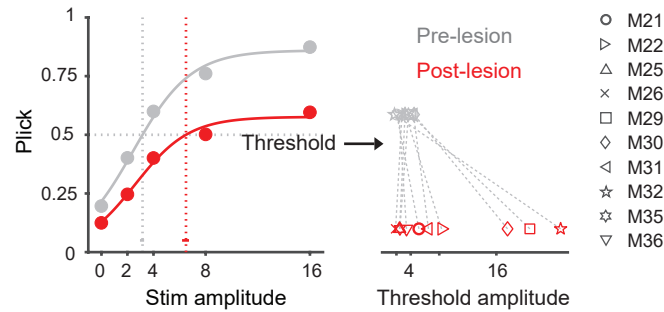 1
0.75
0.5
0.25
0
Plick
0 2 4 8 16
Stim amplitude
Pre-lesion
Post-lesion
Threshold
4 16
Threshold amplitude
M21
M22
M25
M26
M29
M30
M31
M32
M35
M36